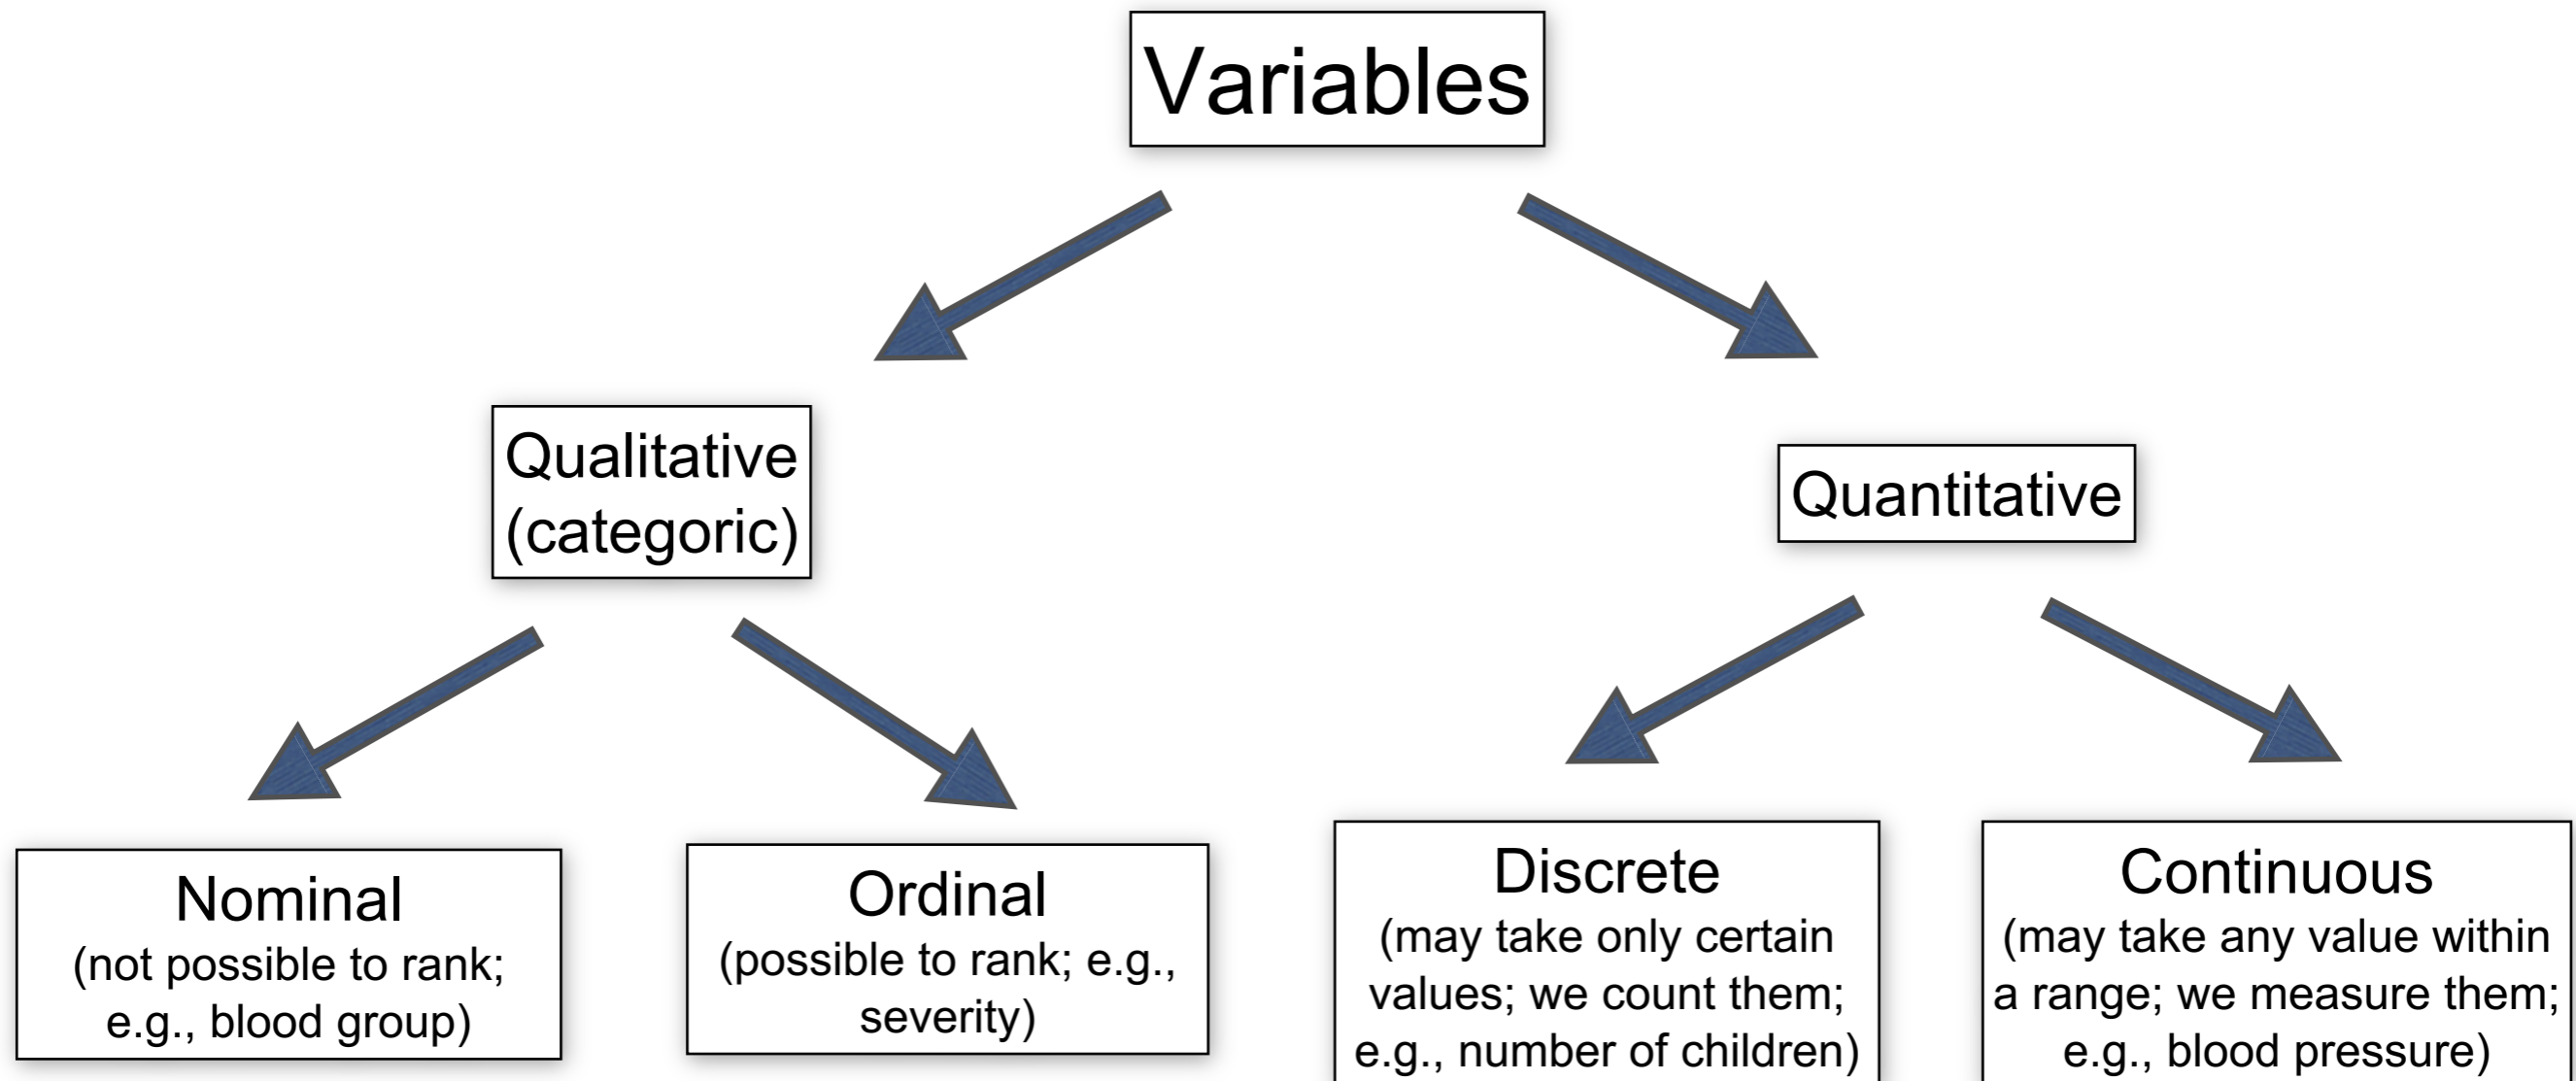 Variables
Qualitative
(categoric)
Quantitative
Nominal
(not possible to rank;
e.g., blood group)
Ordinal
(possible to rank; e.g.,
severity)
Discrete
(may take only certain
values; we count them;
e.g., number of children)
Continuous
(may take any value within
a range; we measure them;
e.g., blood pressure)